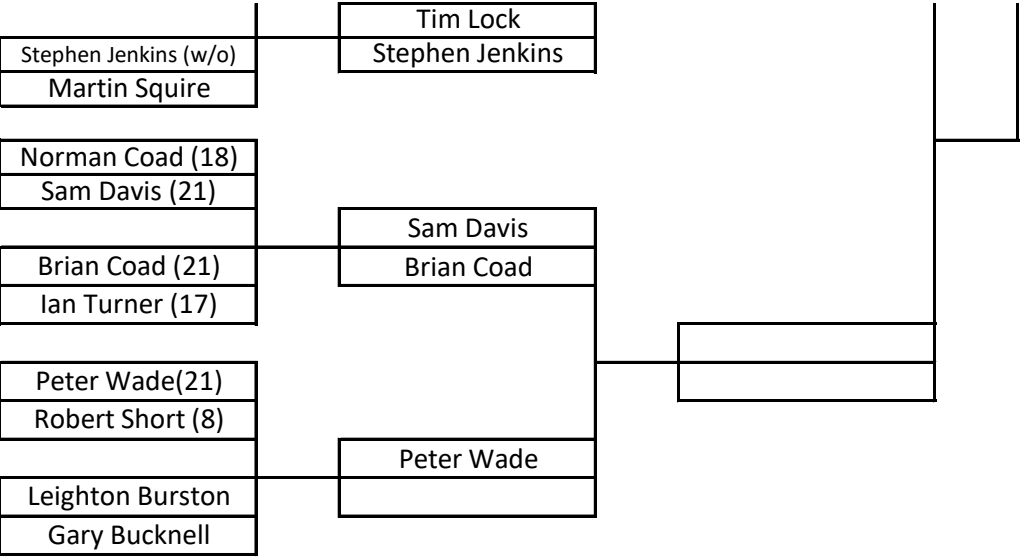 Tim Lock
Stephen Jenkins (w/o)
Stephen Jenkins
Martin Squire
Norman Coad (18)
Sam Davis (21)
Sam Davis
Brian Coad (21)
Brian Coad
Ian Turner (17)
Peter Wade(21)
Robert Short (8)
Peter Wade
Leighton Burston
Gary Bucknell